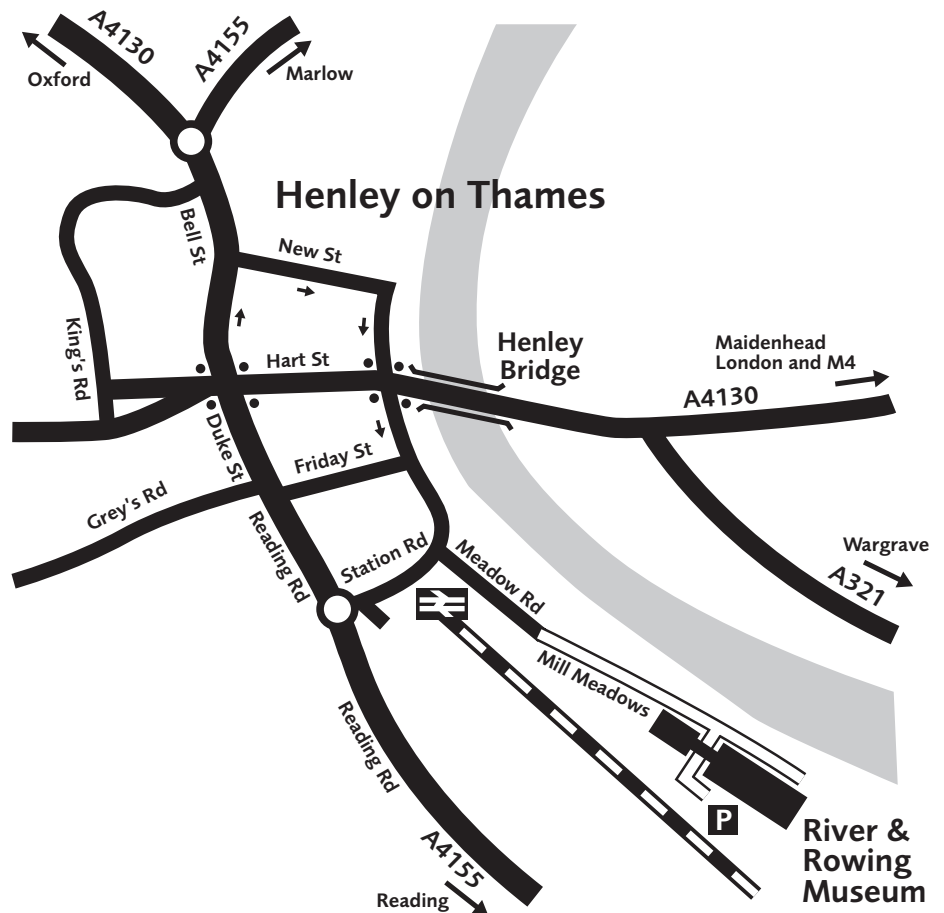 A4130
A4155
Oxford
Marlow
Henley on Thames
Bell St
New St
King's Rd
Hart St
Henley
Bridge
Maidenhead
London and M4
A4130
Duke St
Friday St
Grey's Rd
Reading Rd
Station Rd
Meadow Rd
Wargrave
A321
Mill Meadows
Reading Rd
P
River &
Rowing
Museum
A4155
Reading